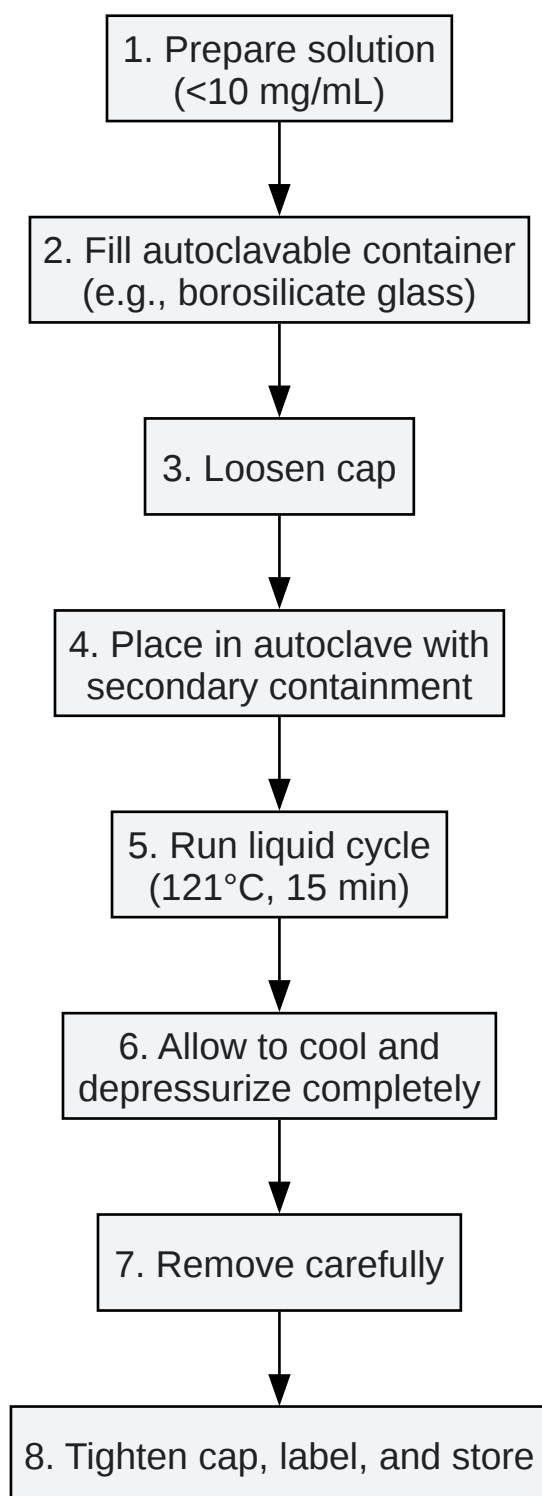 1. Prepare solution
(<10 mg/mL)
2. Fill autoclavable container
(e.g., borosilicate glass)
3. Loosen cap
4. Place in autoclave with
secondary containment
5. Run liquid cycle
(121°C, 15 min)
6. Allow to cool and
depressurize completely
7. Remove carefully
8. Tighten cap, label, and store